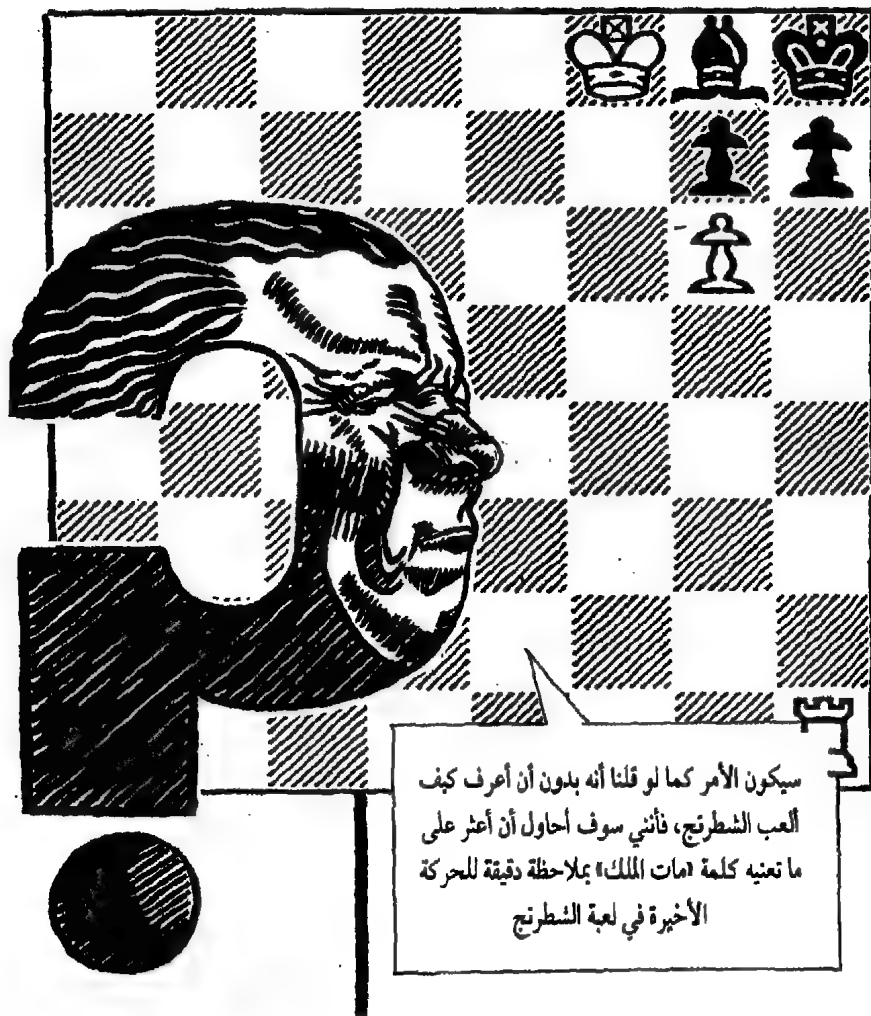 سيكون الأمر كما لو قلنا أنه بدون أن أعرف كيف
ألعب الشطرنج، فأنني سوف أحاول أن أعثر على
ما تعنيه كلمة «مات الملك» بملاحظة دقيقة للحركة
الأخيرة في لعبة الشطرنج